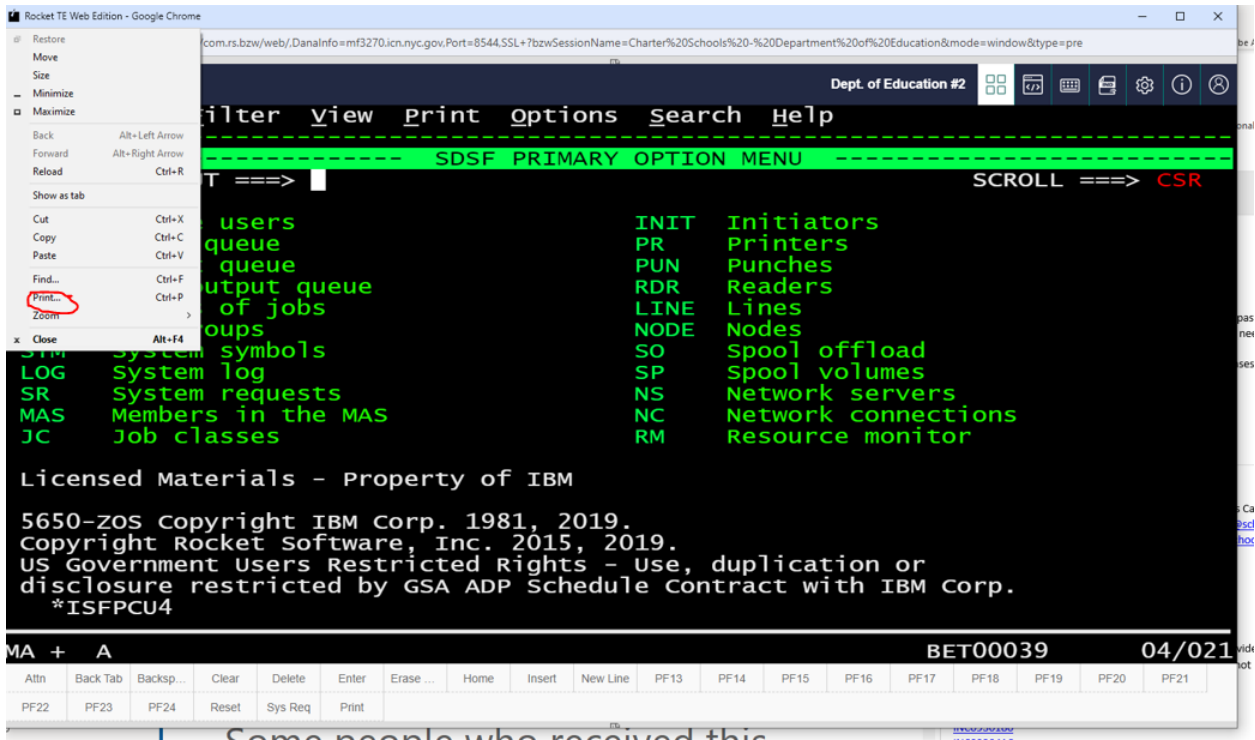 Rocket TE Web Edition - Google Chrome
/com.rs.bzw/web/,DanaInfo=mf3270.icn.nyc.gov,Port=8544,SSL+?bzwSessionName=Charter%20Schools%20-%20Department%20of%20Education&mode=window&type=pre
Restore
Move
Size
Minimize
Maximize
Back Alt+Left Arrow
Forward Alt+Right Arrow
Reload Ctrl+R
Show as tab
Cut Ctrl+X
Copy Ctrl+C
Paste Ctrl+V
Find... Ctrl+F
Print... Ctrl+P
Zoom >
x Close Alt+F4
Dept. of Education #2
ilter View Print Options Search Help
---- SDSF PRIMARY OPTION MENU ----
T ===> SCROLL ===> CSR
users INIT Initiators
queue PR Printers
queue PUN Punches
utput queue RDR Readers
of jobs LINE Lines
oups NODE Nodes
SYM System symbols SO Spool offload
LOG System log SP Spool volumes
SR System requests NS Network servers
MAS Members in the MAS NC Network connections
JC Job classes RM Resource monitor
Licensed Materials - Property of IBM
5650-ZOS Copyright IBM Corp. 1981, 2019.
Copyright Rocket Software, Inc. 2015, 2019.
US Government Users Restricted Rights - Use, duplication or
disclosure restricted by GSA ADP Schedule Contract with IBM Corp.
*ISFPCU4
MA + A BET00039 04/021
Attn Back Tab Backsp... Clear Delete Enter Erase ... Home Insert New Line PF13 PF14 PF15 PF16 PF17 PF18 PF19 PF20 PF21
PF22 PF23 PF24 Reset Sys Req Print
Some people who received this